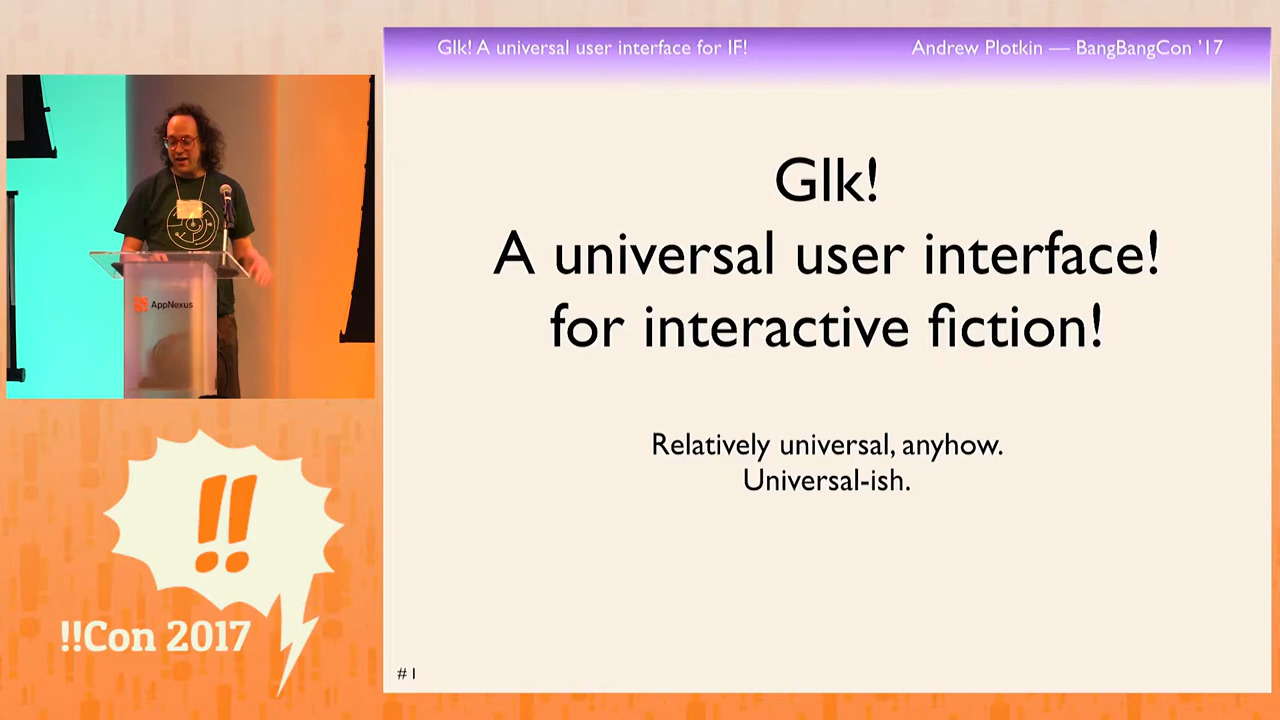 Glk! A universal user interface for IF!
Andrew Plotkin — BangBangCon '17
Glk!
A universal user interface!
for interactive fiction!
Relatively universal, anyhow.
Universal-ish.
#1
AppNexus
!!
!!Con 2017